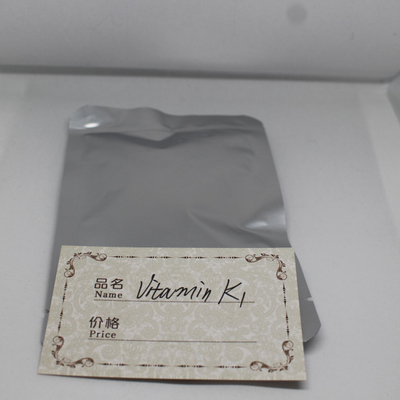 品名 Vitamin K1
Name
价格
Price